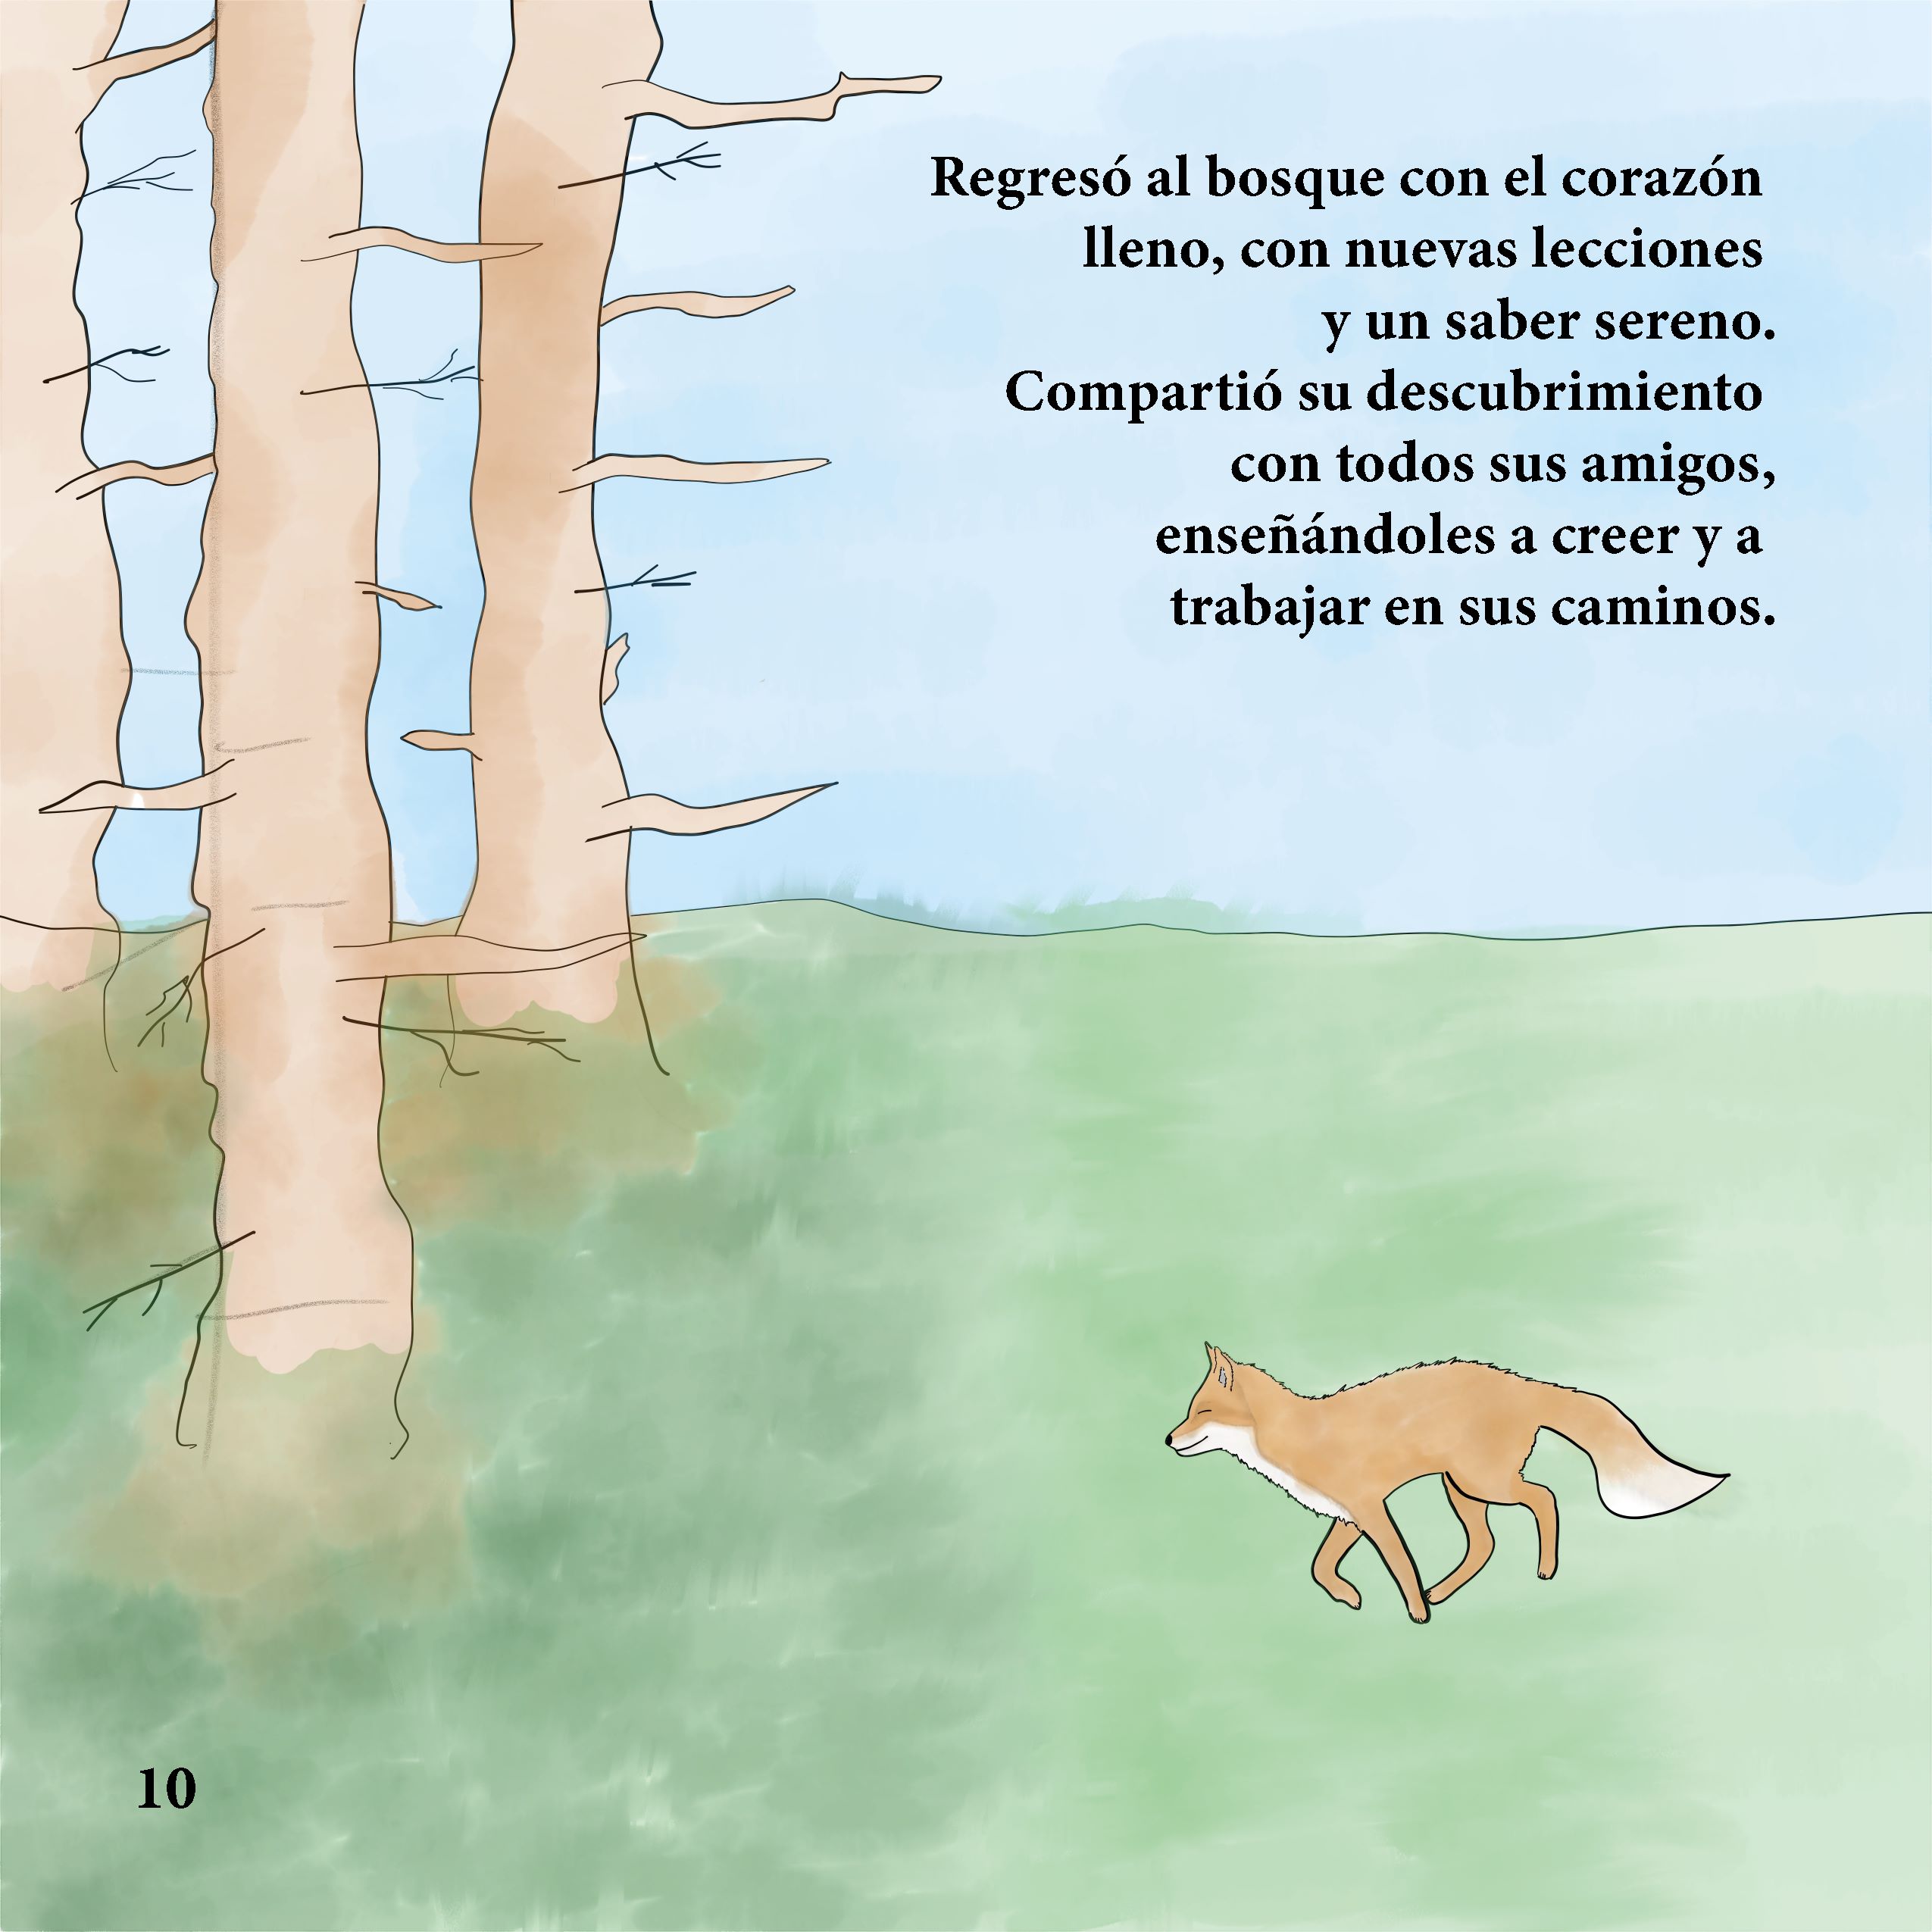 Regresó al bosque con el corazón
lleno, con nuevas lecciones
y un saber sereno.
Compartió su descubrimiento
con todos sus amigos,
enseñándoles a creer y a
trabajar en sus caminos.
10